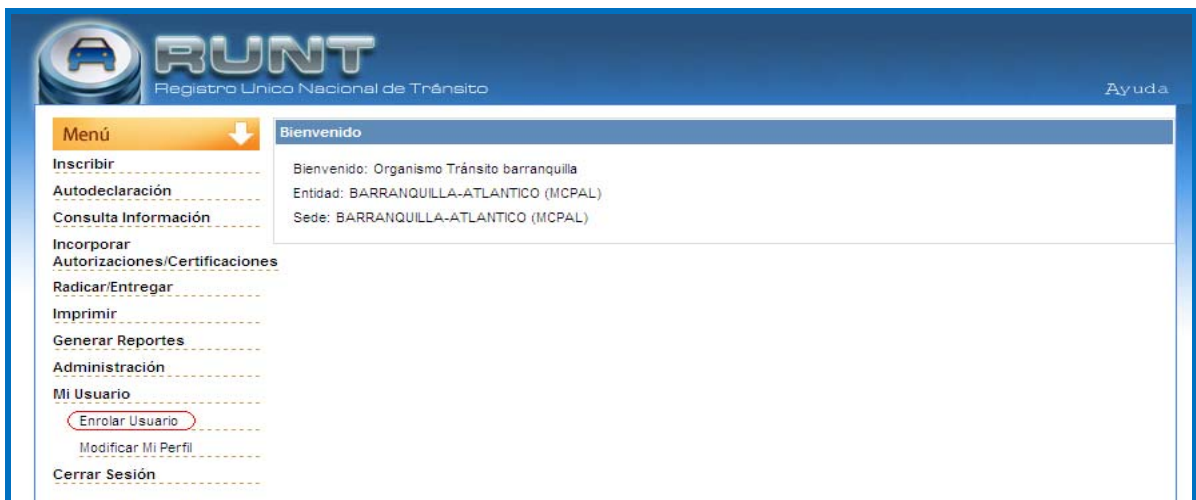 RUNT
Registro Unico Nacional de Tránsito
Ayuda
Menú
Inscribir
Autodeclaración
Consulta Información
Incorporar
Autorizaciones/Certificaciones
Radicar/Entregar
Imprimir
Generar Reportes
Administración
Mi Usuario
Enrolar Usuario
Modificar Mi Perfil
Cerrar Sesión
Bienvenido
Bienvenido: Organismo Tránsito barranquilla
Entidad: BARRANQUILLA-ATLANTICO (MCPAL)
Sede: BARRANQUILLA-ATLANTICO (MCPAL)